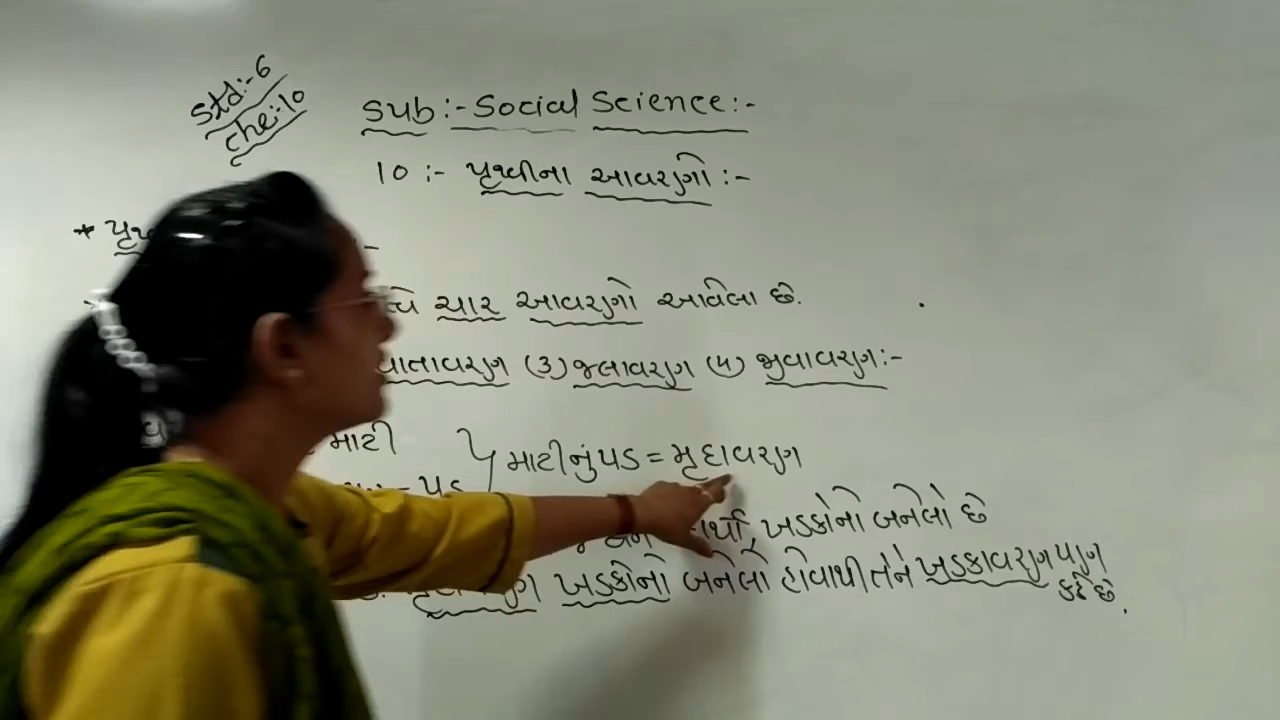 Std:-6
che:10
Sub:- Social Science:-
10 :- પૃથ્વીના આવરણો :-
* :-
ચાર આવરણો આવેલા છે.
વાતાવરણ (૩) જલાવરણ (૪) જીવાવરણ:-
માટી
પડ } માટીનું પડ = મૃદાવરણ
ખડકોનો બનેલો છે
ખડકોનો બનેલો હોવાથી તેને ખડકાવરણ પણ
કહે છે.